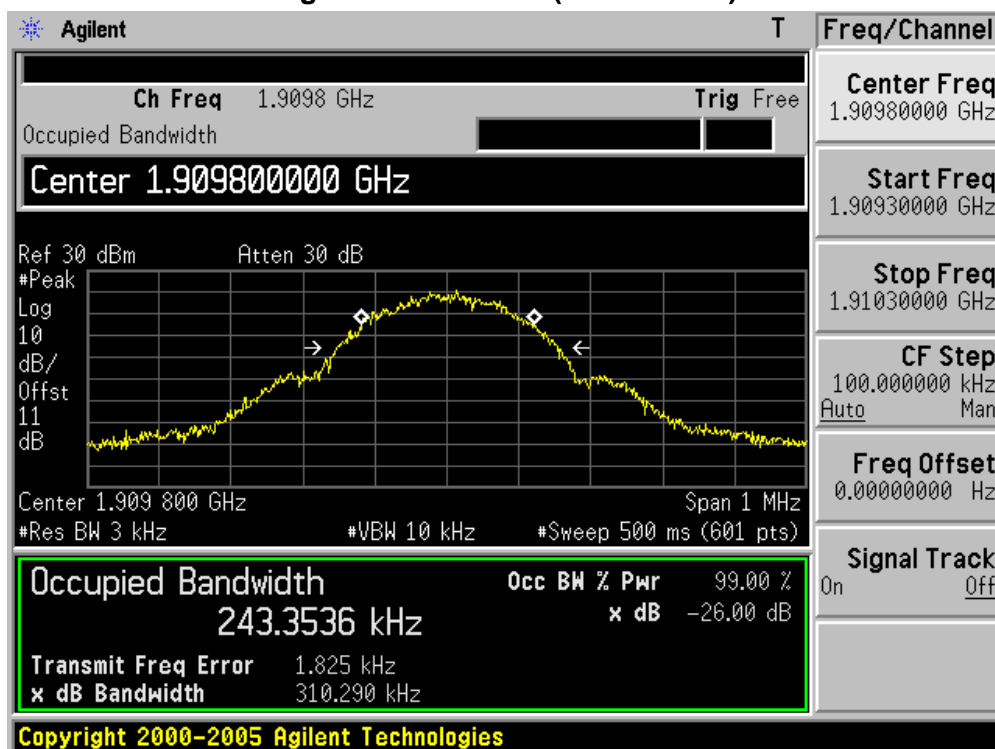 Agilent T Freq/Channel
Ch Freq 1.9098 GHz Trig Free
Occupied Bandwidth
Center 1.909800000 GHz
Ref 30 dBm Atten 30 dB
#Peak
Log
10
dB/
Offst
11
dB
Center 1.909 800 GHz Span 1 MHz
#Res BW 3 kHz #VBW 10 kHz #Sweep 500 ms (601 pts)
Occupied Bandwidth Occ BW % Pwr 99.00 %
243.3536 kHz x dB -26.00 dB
Transmit Freq Error 1.825 kHz
x dB Bandwidth 310.290 kHz
Center Freq
1.90980000 GHz
Start Freq
1.90930000 GHz
Stop Freq
1.91030000 GHz
CF Step
100.000000 kHz
Auto Man
Freq Offset
0.00000000 Hz
Signal Track
On Off
Copyright 2000-2005 Agilent Technologies